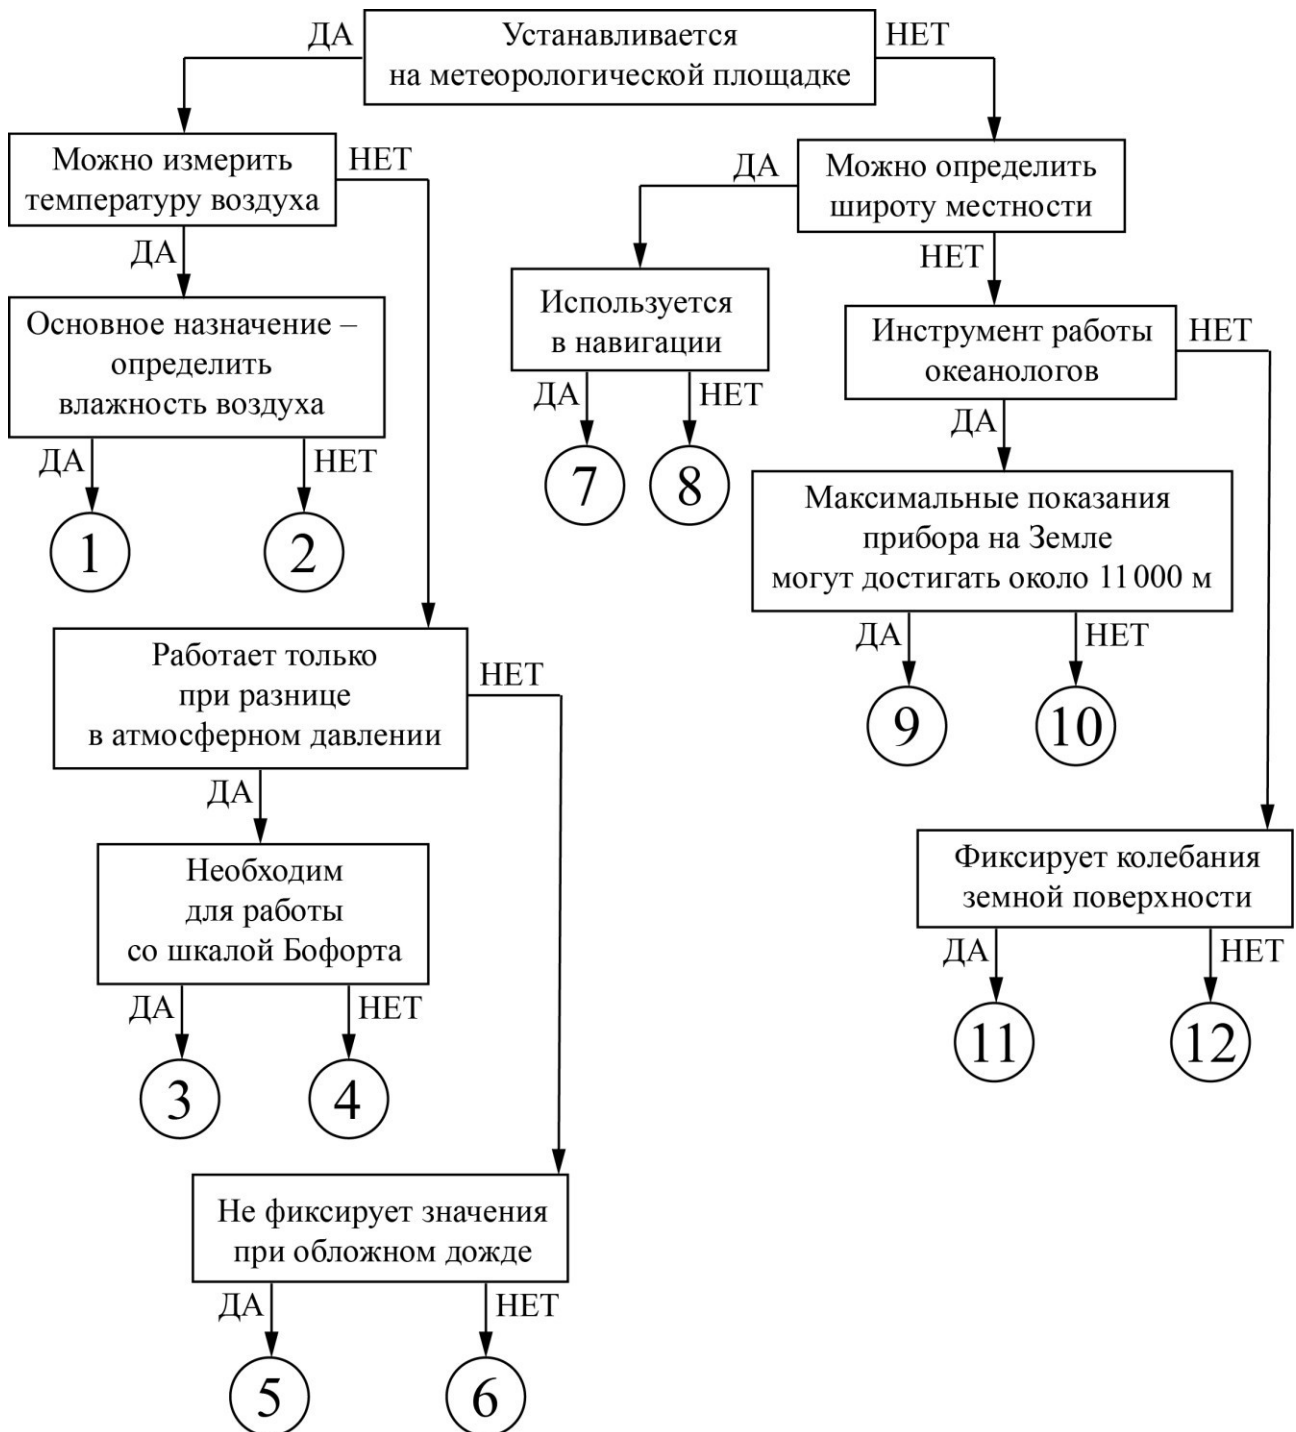 ДА
Устанавливается
на метеорологической площадке
НЕТ
Можно измерить
температуру воздуха
НЕТ
ДА
Можно определить
широту местности
ДА
НЕТ
Основное назначение –
определить
влажность воздуха
Используется
в навигации
Инструмент работы
океанологов
НЕТ
ДА
НЕТ
ДА
НЕТ
ДА
1
2
7
8
Максимальные показания
прибора на Земле
могут достигать около 11 000 м
ДА
НЕТ
Работает только
при разнице
в атмосферном давлении
НЕТ
9
10
ДА
Необходим
для работы
со шкалой Бофорта
Фиксирует колебания
земной поверхности
ДА
НЕТ
ДА
НЕТ
3
4
11
12
Не фиксирует значения
при обложном дожде
ДА
НЕТ
5
6